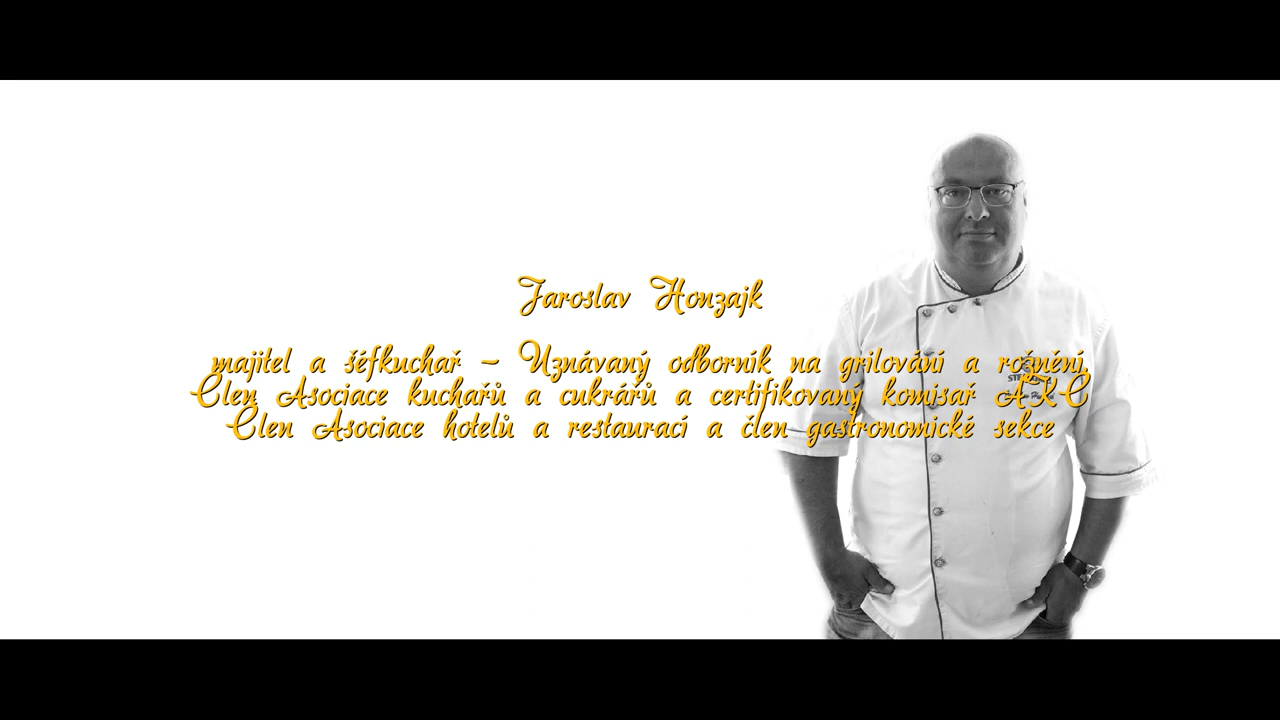 Jaroslav Honzajk
majitel a šéfkuchař – Uznávaný odborník na grilování a rožnění,
Člen Asociace kuchařů a cukrářů a certifikovaný komisař AKC
Člen Asociace hotelů a restaurací a člen gastronomické sekce